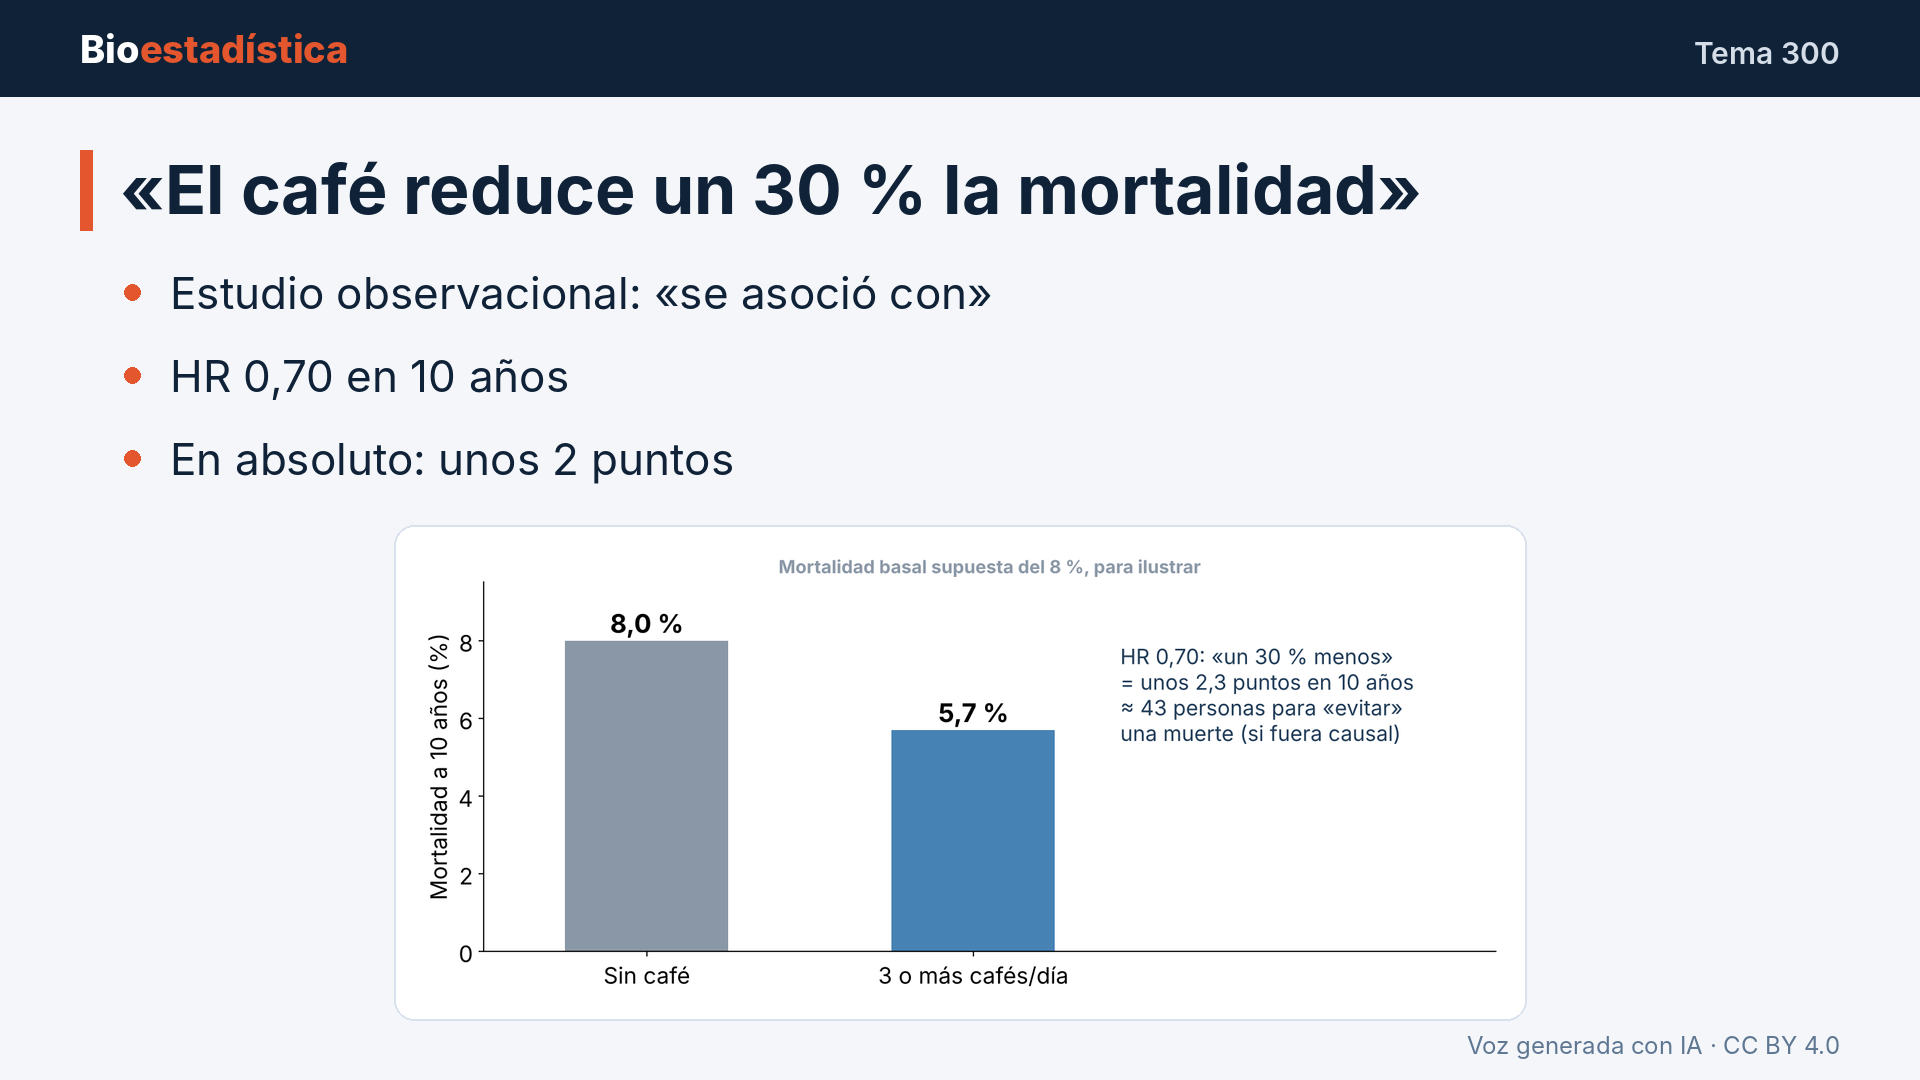 Bioestadística
Tema 300
«El café reduce un 30 % la mortalidad»
• Estudio observacional: «se asoció con»
• HR 0,70 en 10 años
• En absoluto: unos 2 puntos
Mortalidad basal supuesta del 8 %, para ilustrar
Mortalidad a 10 años (%)
8
6
4
2
0
8,0 %
5,7 %
HR 0,70: «un 30 % menos»
= unos 2,3 puntos en 10 años
≈ 43 personas para «evitar»
una muerte (si fuera causal)
Sin café
3 o más cafés/día
Voz generada con IA · CC BY 4.0